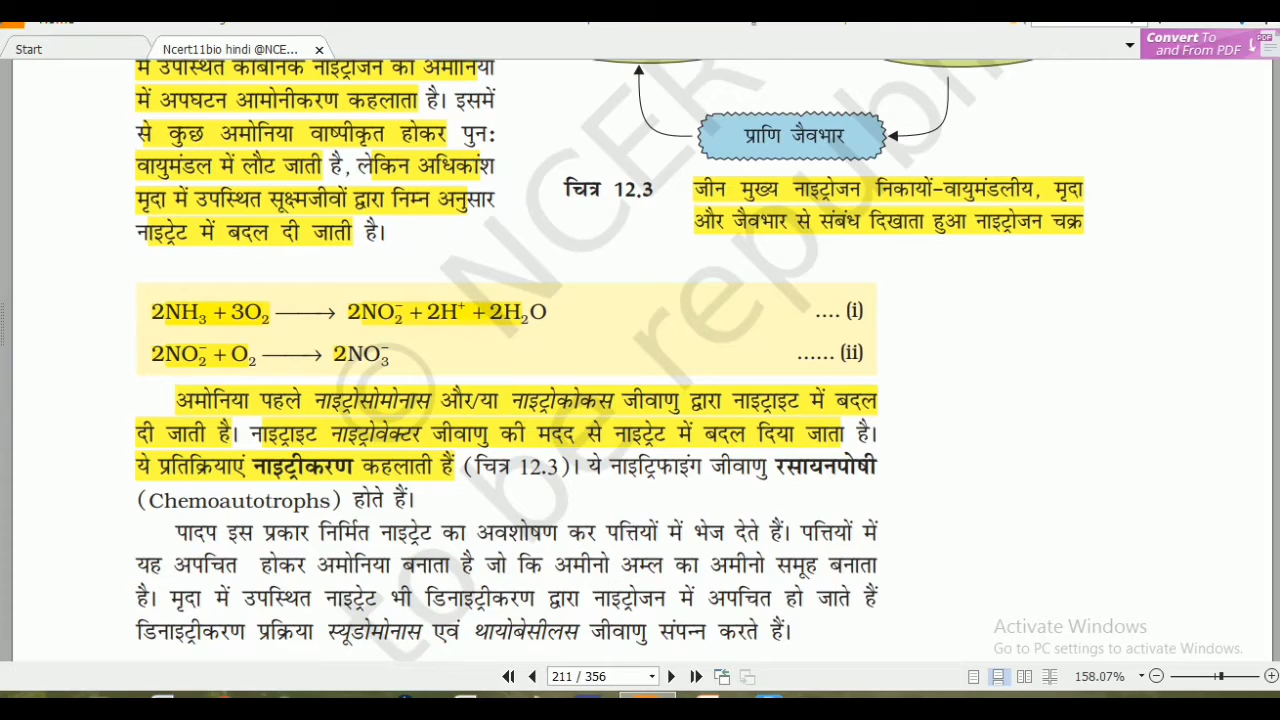 Start
Ncert11bio hindi @NCE...
Convert To
and From PDF
PDF
में उपस्थित कार्बनिक नाइट्रोजन का अमोनिया
में अपघटन आमोनीकरण कहलाता है। इसमें
से कुछ अमोनिया वाष्पीकृत होकर पुनः
वायुमंडल में लौट जाती है, लेकिन अधिकांश
मृदा में उपस्थित सूक्ष्मजीवों द्वारा निम्न अनुसार
नाइट्रेट में बदल दी जाती है।
प्राणि जैवभार
चित्र 12.3 जीन मुख्य नाइट्रोजन निकायों-वायुमंडलीय, मृदा
और जैवभार से संबंध दिखाता हुआ नाइट्रोजन चक्र
2NH₃ + 3O₂ ⟶ 2NO₂⁻ + 2H⁺ + 2H₂O .... (i)
2NO₂⁻ + O₂ ⟶ 2NO₃⁻ ...... (ii)
अमोनिया पहले नाइट्रोसोमोनास और/या नाइट्रोकोकस जीवाणु द्वारा नाइट्राइट में बदल
दी जाती है। नाइट्राइट नाइट्रोवेक्टर जीवाणु की मदद से नाइट्रेट में बदल दिया जाता है।
ये प्रतिक्रियाएं नाइट्रीकरण कहलाती हैं (चित्र 12.3)। ये नाइट्रिफाइंग जीवाणु रसायनपोषी
(Chemoautotrophs) होते हैं।
पादप इस प्रकार निर्मित नाइट्रेट का अवशोषण कर पत्तियों में भेज देते हैं। पत्तियों में
यह अपचित होकर अमोनिया बनाता है जो कि अमीनो अम्ल का अमीनो समूह बनाता
है। मृदा में उपस्थित नाइट्रेट भी डिनाइट्रीकरण द्वारा नाइट्रोजन में अपचित हो जाते हैं
डिनाइट्रीकरण प्रक्रिया स्यूडोमोनास एवं थायोबेसीलस जीवाणु संपन्न करते हैं।
© NCER
to be republi
Activate Windows
Go to PC settings to activate Windows.
211 / 356
158.07%